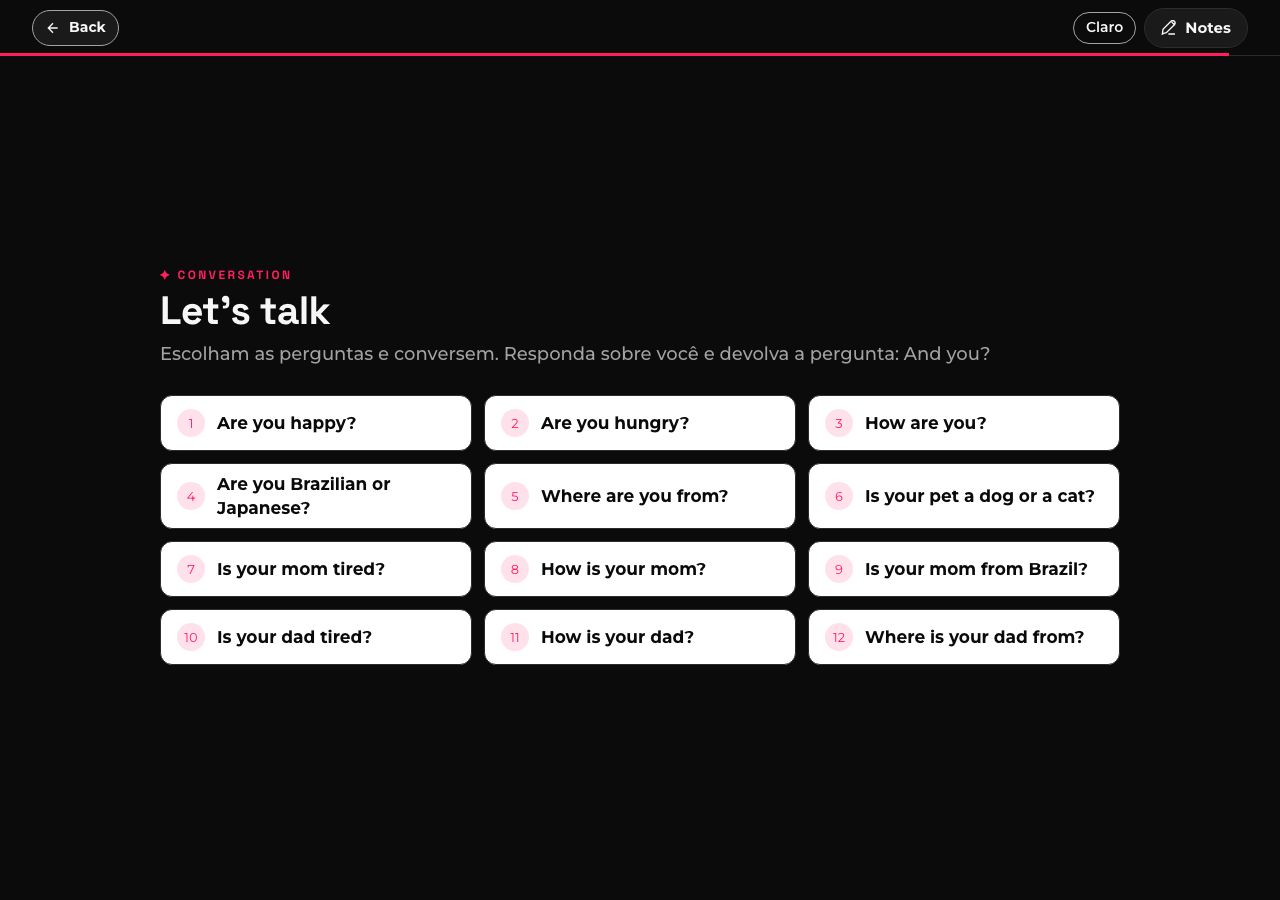 Back
Claro
Notes
CONVERSATION
Let's talk
Escolham as perguntas e conversem. Responda sobre você e devolva a pergunta: And you?
1 Are you happy?
2 Are you hungry?
3 How are you?
4 Are you Brazilian or
Japanese?
5 Where are you from?
6 Is your pet a dog or a cat?
7 Is your mom tired?
8 How is your mom?
9 Is your mom from Brazil?
10 Is your dad tired?
11 How is your dad?
12 Where is your dad from?